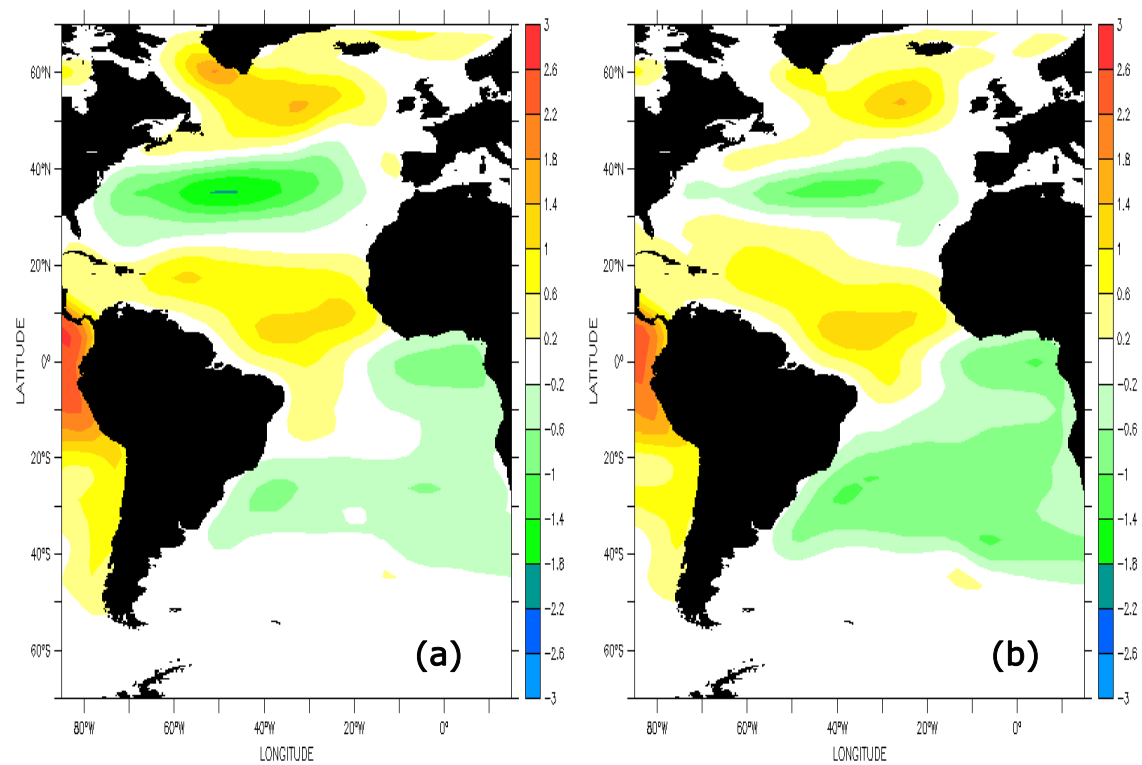 60°N
40°N
20°N
0°
20°S
40°S
60°S
LATITUDE
80°W
60°W
40°W
20°W
0°
LONGITUDE
(a)
3
2.6
2.2
1.8
1.4
1
0.6
0.2
-0.2
-0.6
-1
-1.4
-1.8
-2.2
-2.6
-3
60°N
40°N
20°N
0°
20°S
40°S
60°S
LATITUDE
80°W
60°W
40°W
20°W
0°
LONGITUDE
(b)
3
2.6
2.2
1.8
1.4
1
0.6
0.2
-0.2
-0.6
-1
-1.4
-1.8
-2.2
-2.6
-3